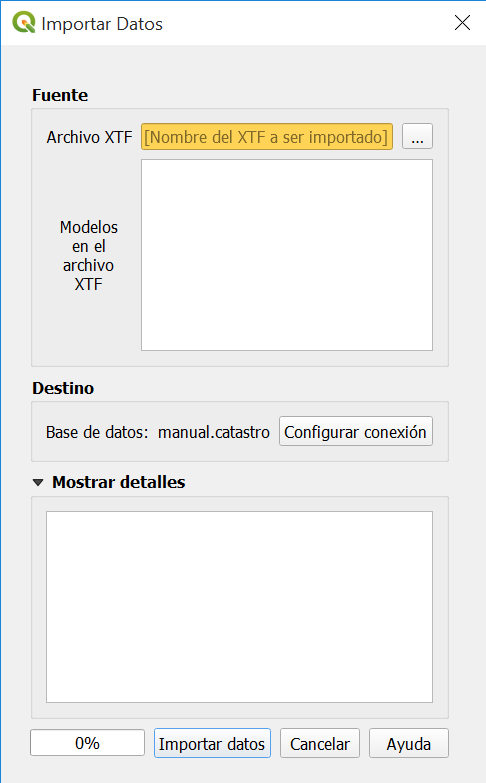 Importar Datos
Fuente
Archivo XTF [Nombre del XTF a ser importado] ...
Modelos
en el
archivo
XTF
Destino
Base de datos: manual.catastro Configurar conexión
Mostrar detalles
0% Importar datos Cancelar Ayuda